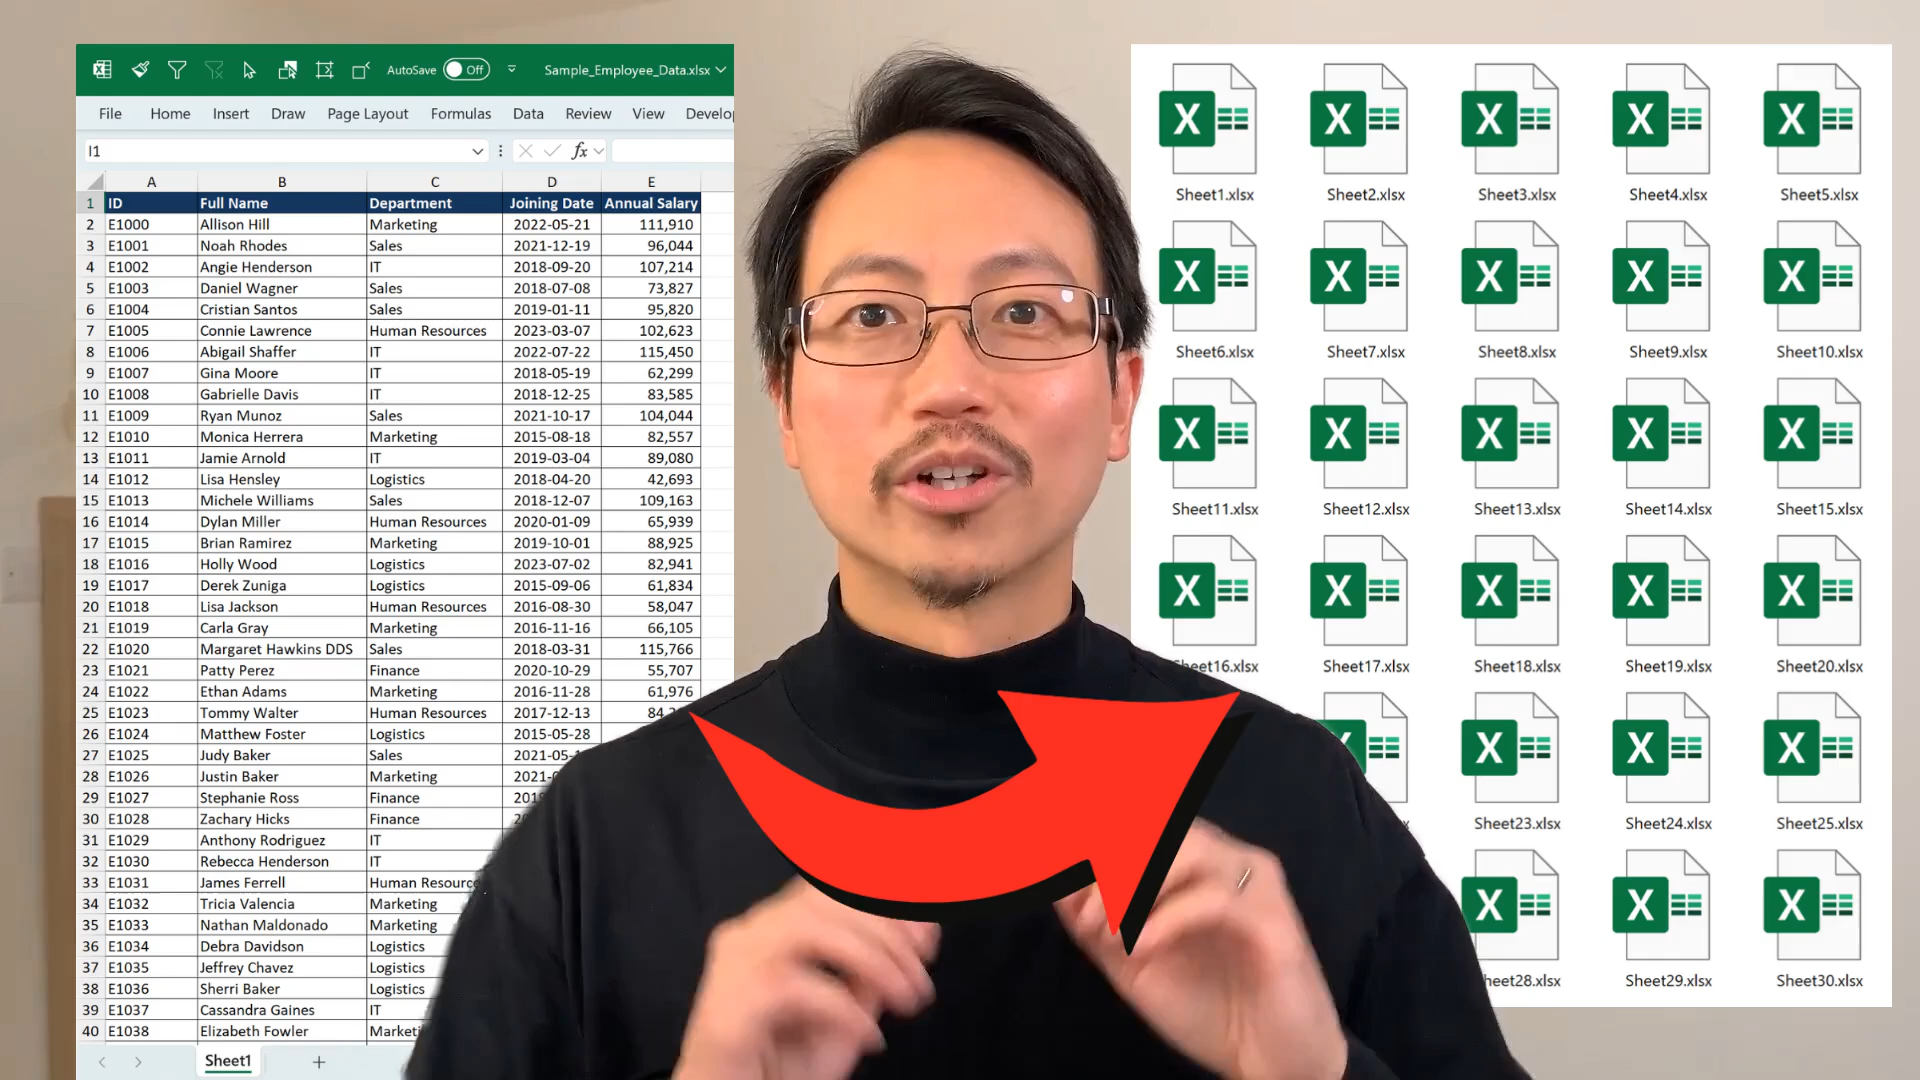 AutoSave Off Sample_Employee_Data.xlsx
File Home Insert Draw Page Layout Formulas Data Review View Develop
I1 fx
A B C D E
1 ID Full Name Department Joining Date Annual Salary
2 E1000 Allison Hill Marketing 2022-05-21 111,910
3 E1001 Noah Rhodes Sales 2021-12-19 96,044
4 E1002 Angie Henderson IT 2018-09-20 107,214
5 E1003 Daniel Wagner Sales 2018-07-08 73,827
6 E1004 Cristian Santos Sales 2019-01-11 95,820
7 E1005 Connie Lawrence Human Resources 2023-03-07 102,623
8 E1006 Abigail Shaffer IT 2022-07-22 115,450
9 E1007 Gina Moore IT 2018-05-19 62,299
10 E1008 Gabrielle Davis IT 2018-12-25 83,585
11 E1009 Ryan Munoz Sales 2021-10-17 104,044
12 E1010 Monica Herrera Marketing 2015-08-18 82,557
13 E1011 Jamie Arnold IT 2019-03-04 89,080
14 E1012 Lisa Hensley Logistics 2018-04-20 42,693
15 E1013 Michele Williams Sales 2018-12-07 109,163
16 E1014 Dylan Miller Human Resources 2020-01-09 65,939
17 E1015 Brian Ramirez Marketing 2019-10-01 88,925
18 E1016 Holly Wood Logistics 2023-07-02 82,941
19 E1017 Derek Zuniga Logistics 2015-09-06 61,834
20 E1018 Lisa Jackson Human Resources 2016-08-30 58,047
21 E1019 Carla Gray Marketing 2016-11-16 66,105
22 E1020 Margaret Hawkins DDS Sales 2018-03-31 115,766
23 E1021 Patty Perez Finance 2020-10-29 55,707
24 E1022 Ethan Adams Marketing 2016-11-28 61,976
25 E1023 Tommy Walter Human Resources 2017-12-13 84,
26 E1024 Matthew Foster Logistics 2015-05-28
27 E1025 Judy Baker Sales 2021-05-
28 E1026 Justin Baker Marketing 2021-
29 E1027 Stephanie Ross Finance 201
30 E1028 Zachary Hicks Finance 20
31 E1029 Anthony Rodriguez IT
32 E1030 Rebecca Henderson IT
33 E1031 James Ferrell Human Resourc
34 E1032 Tricia Valencia Marketing
35 E1033 Nathan Maldonado Marketing
36 E1034 Debra Davidson Logistics
37 E1035 Jeffrey Chavez Logistics
38 E1036 Sherri Baker Logistics
39 E1037 Cassandra Gaines IT
40 E1038 Elizabeth Fowler Market
Sheet1
X X X X X
Sheet1.xlsx Sheet2.xlsx Sheet3.xlsx Sheet4.xlsx Sheet5.xlsx
X X X X X
Sheet6.xlsx Sheet7.xlsx Sheet8.xlsx Sheet9.xlsx Sheet10.xlsx
X X X X X
Sheet11.xlsx Sheet12.xlsx Sheet13.xlsx Sheet14.xlsx Sheet15.xlsx
X X X X X
Sheet16.xlsx Sheet17.xlsx Sheet18.xlsx Sheet19.xlsx Sheet20.xlsx
X X X
Sheet23.xlsx Sheet24.xlsx Sheet25.xlsx
X X X
heet28.xlsx Sheet29.xlsx Sheet30.xlsx